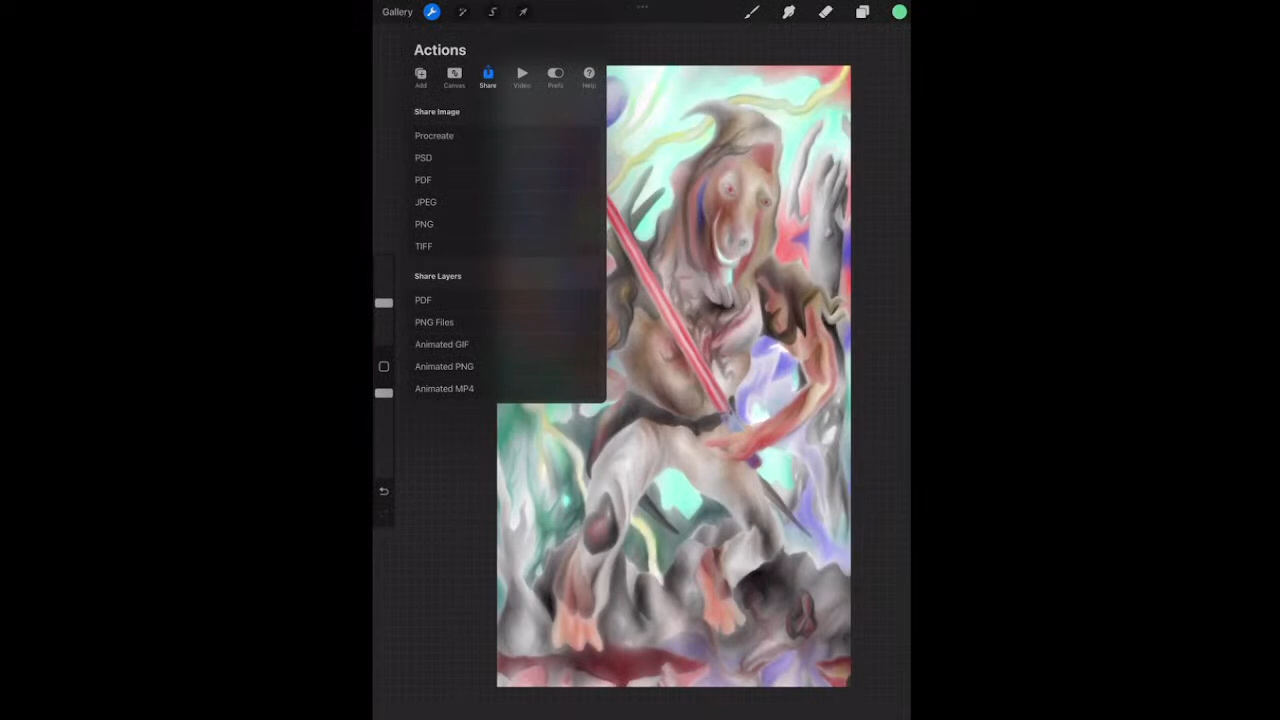 Gallery
Actions
Add Canvas Share Video Prefs Help
Share Image
Procreate
PSD
PDF
JPEG
PNG
TIFF
Share Layers
PDF
PNG Files
Animated GIF
Animated PNG
Animated MP4